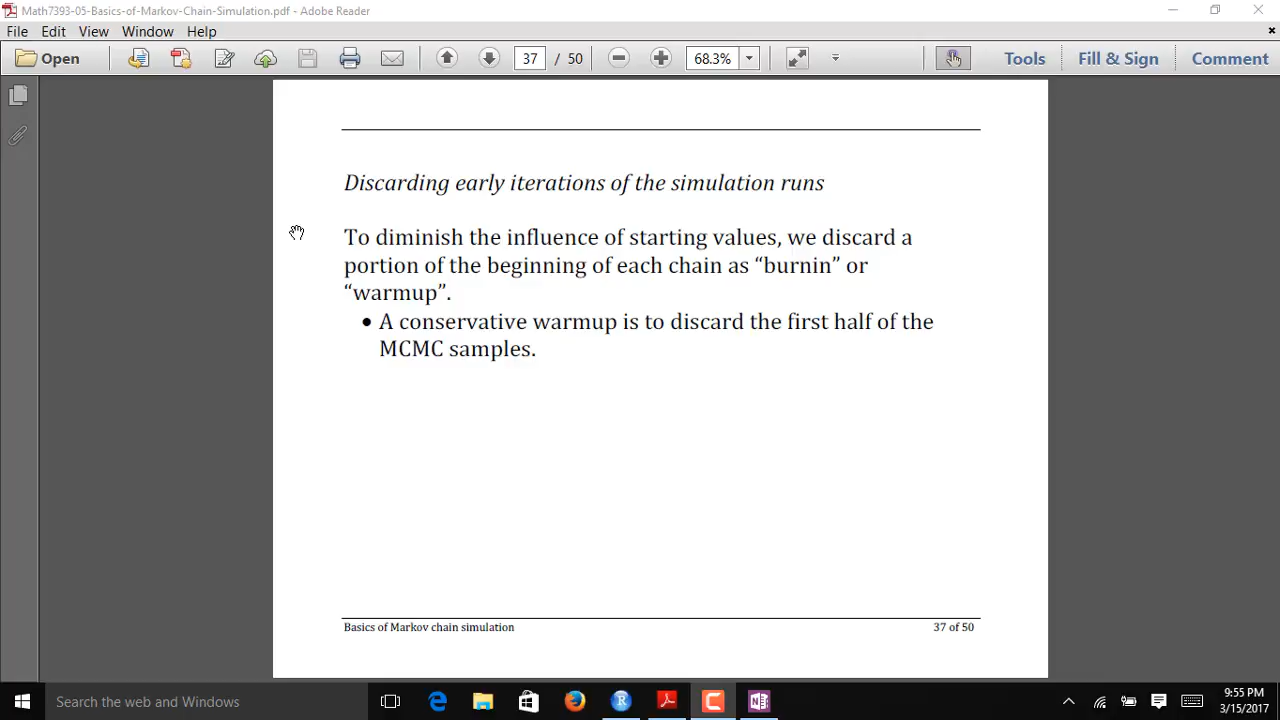 Math7393-05-Basics-of-Markov-Chain-Simulation.pdf - Adobe Reader
File Edit View Window Help
Open 37 / 50 68.3% Tools Fill & Sign Comment
Discarding early iterations of the simulation runs
To diminish the influence of starting values, we discard a
portion of the beginning of each chain as “burnin” or
“warmup”.
• A conservative warmup is to discard the first half of the
MCMC samples.
Basics of Markov chain simulation 37 of 50
Search the web and Windows
9:55 PM
3/15/2017